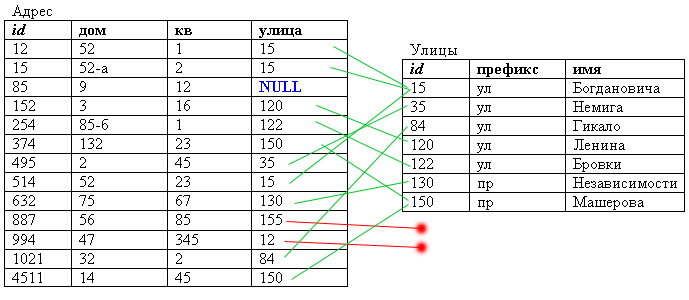 Адрес
id дом кв улица
12 52 1 15
15 52-а 2 15
85 9 12 NULL
152 3 16 120
254 85-б 1 122
374 132 23 150
495 2 45 35
514 52 23 15
632 75 67 130
887 56 85 155
994 47 345 12
1021 32 2 84
4511 14 45 150
Улицы
id префикс имя
15 ул Богдановича
35 ул Немига
84 ул Гикало
120 ул Ленина
122 ул Бровки
130 пр Независимости
150 пр Машерова